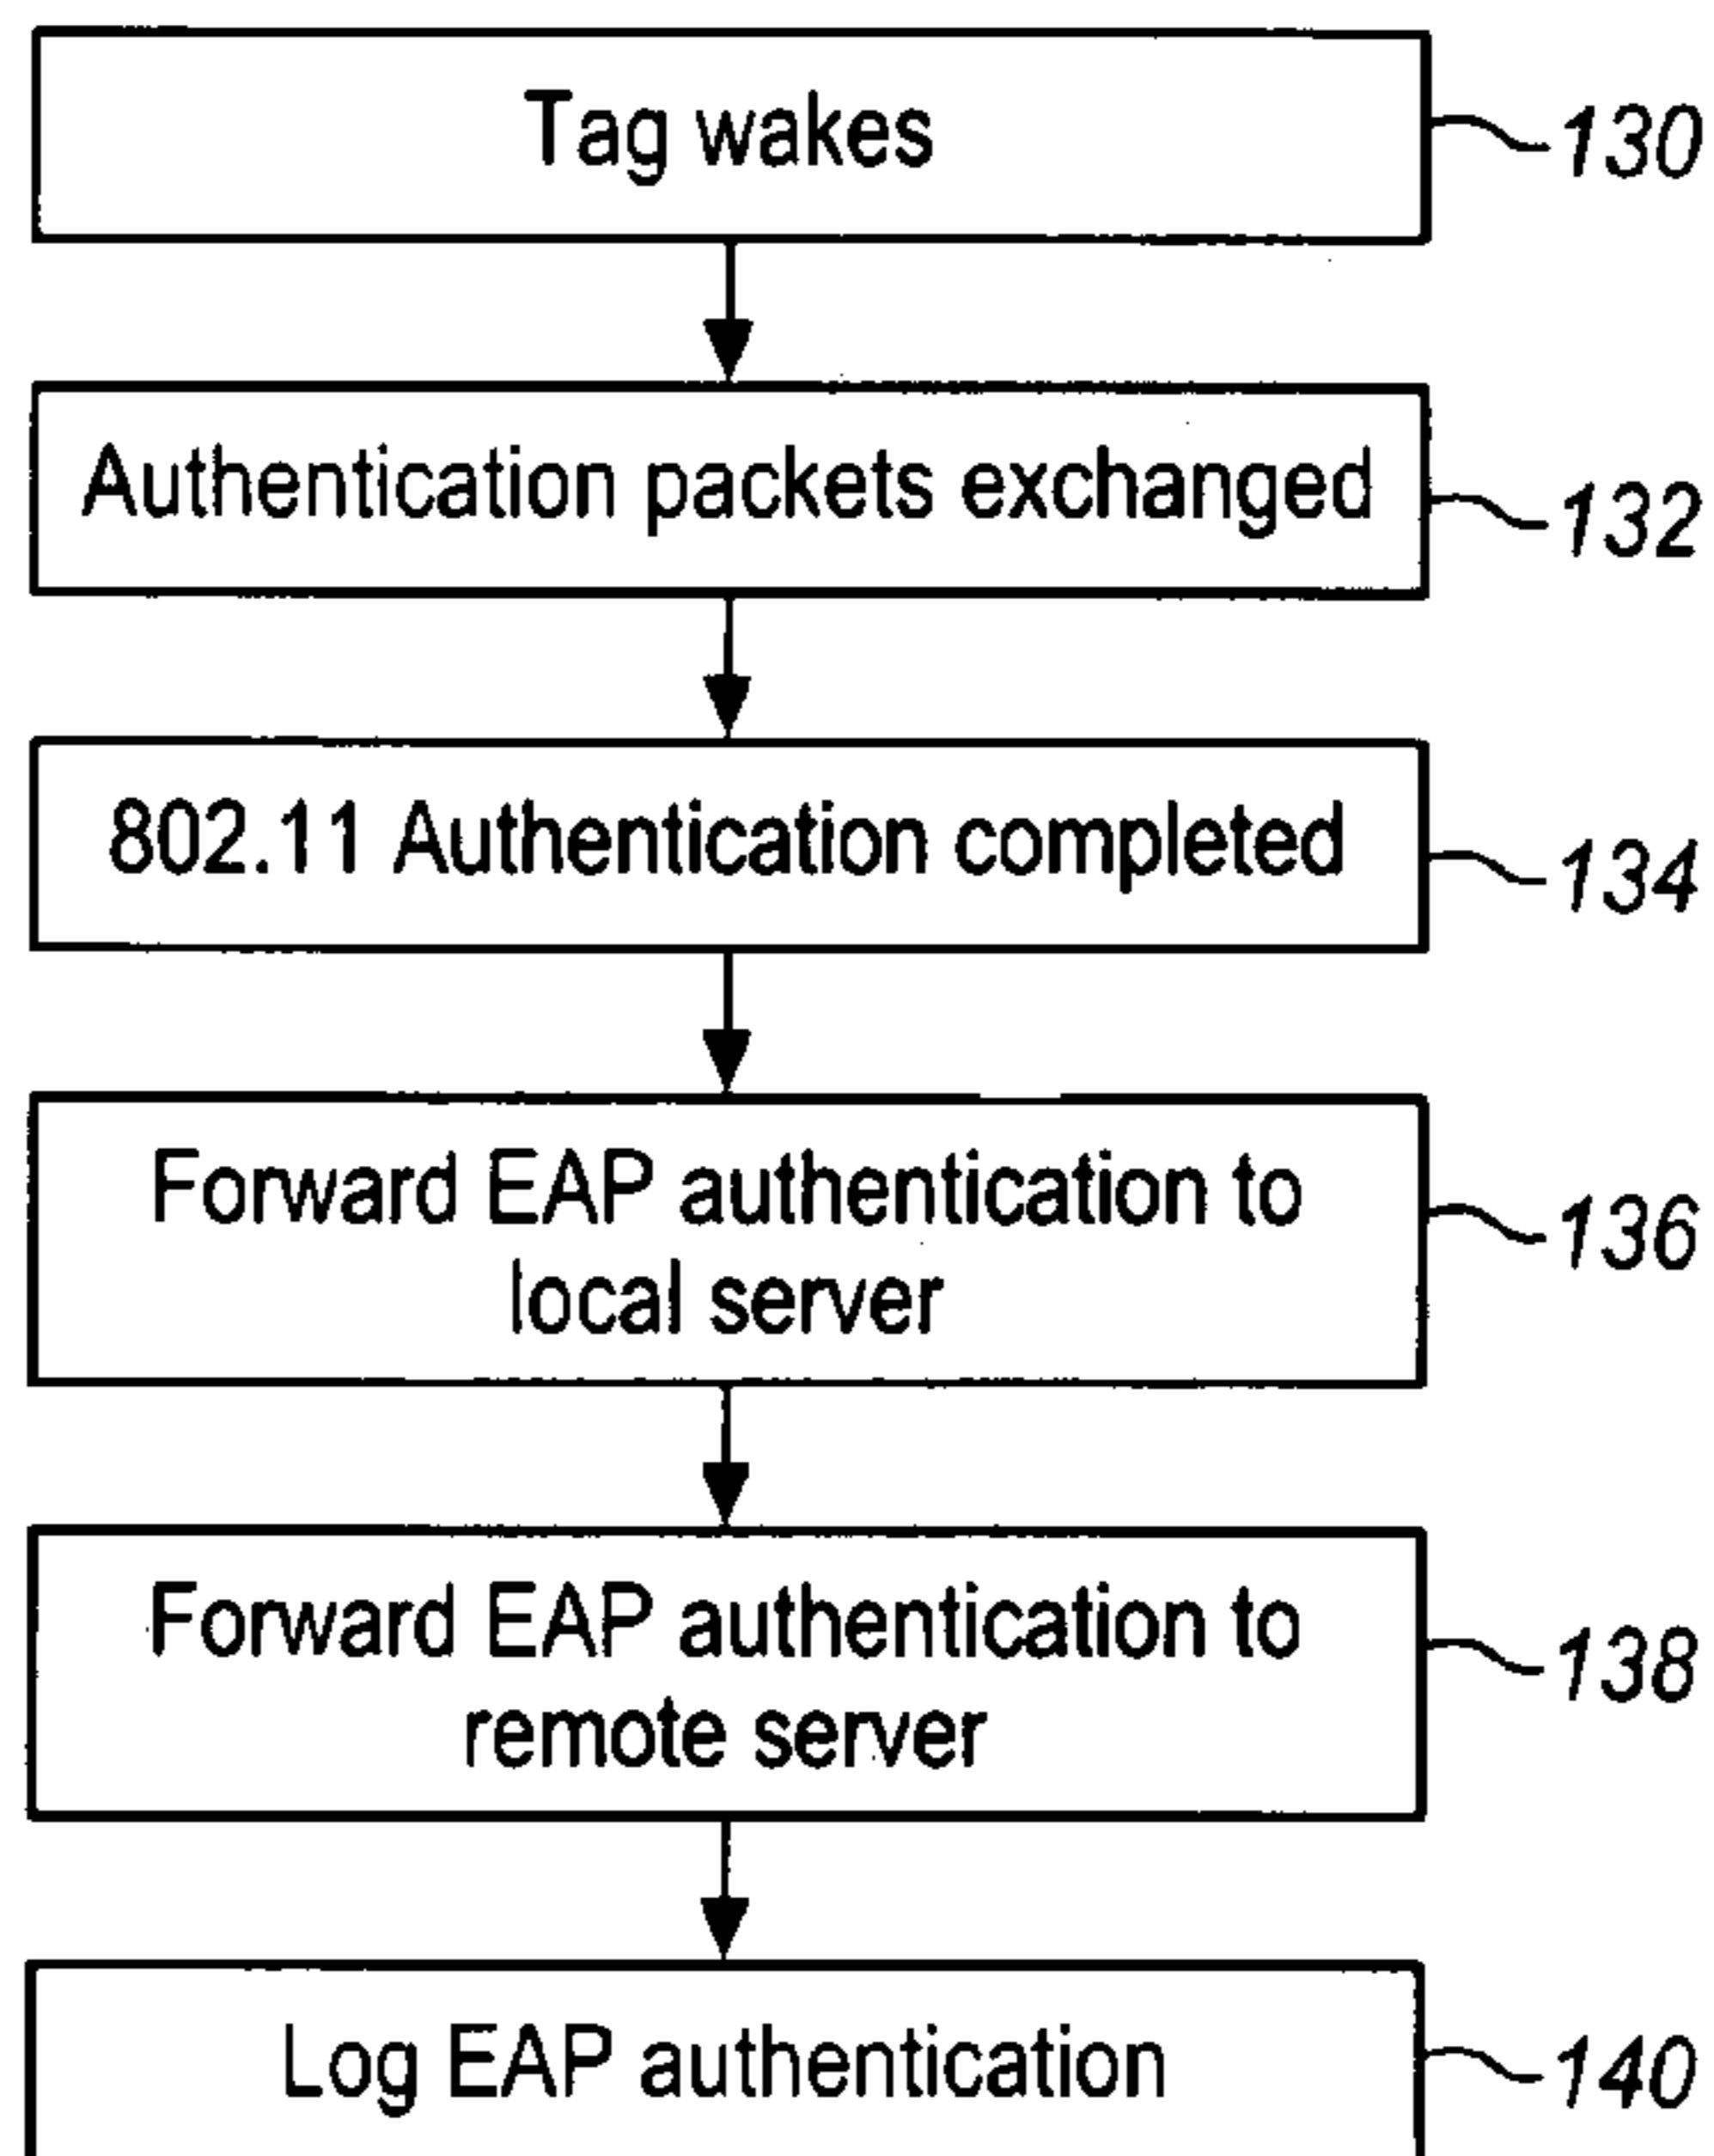 Tag wakes
130
Authentication packets exchanged
132
802.11 Authentication completed
134
Forward EAP authentication to
local server
136
Forward EAP authentication to
remote server
138
Log EAP authentication
140